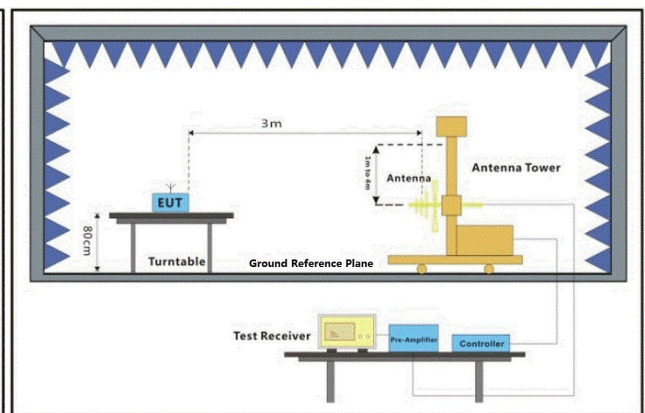 3m
1m to 4m
Antenna
Antenna Tower
EUT
80cm
Turntable
Ground Reference Plane
Test Receiver
Pre-Amplifier
Controller